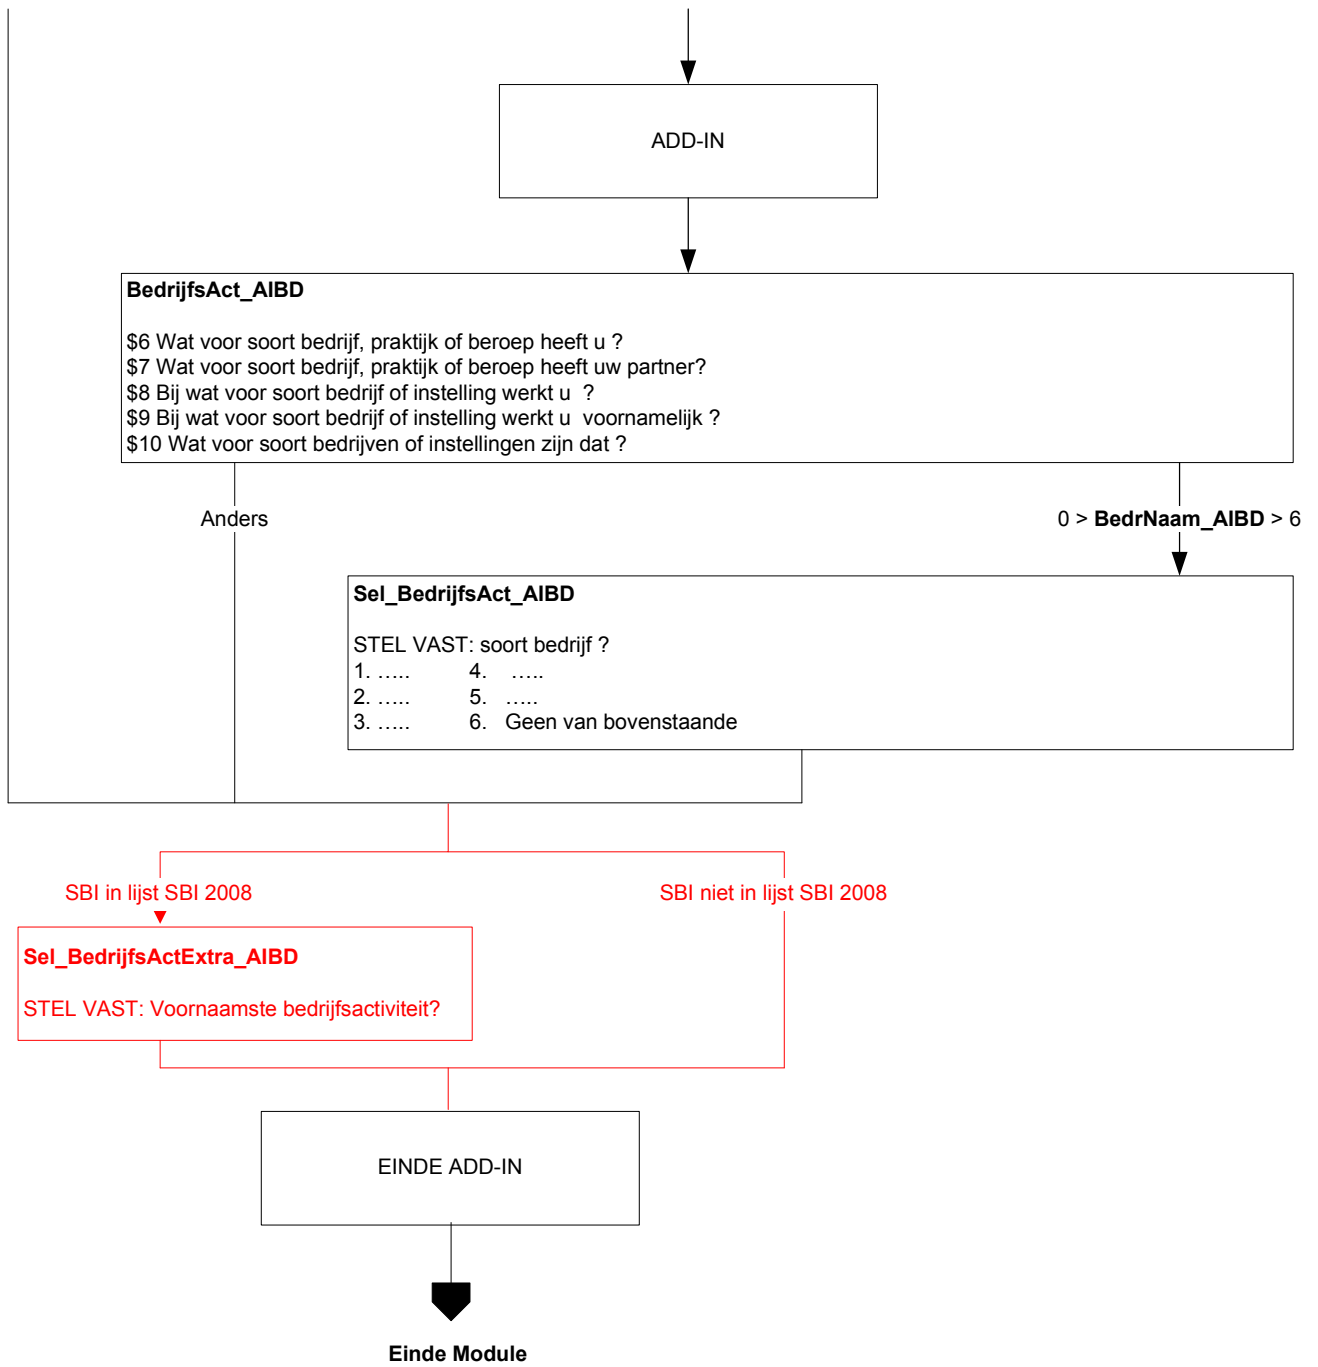 ADD-IN
BedrijfsAct_AIBD
$6 Wat voor soort bedrijf, praktijk of beroep heeft u ?
$7 Wat voor soort bedrijf, praktijk of beroep heeft uw partner?
$8 Bij wat voor soort bedrijf of instelling werkt u ?
$9 Bij wat voor soort bedrijf of instelling werkt u voornamelijk ?
$10 Wat voor soort bedrijven of instellingen zijn dat ?
Anders
0 > BedrNaam_AIBD > 6
Sel_BedrijfsAct_AIBD
STEL VAST: soort bedrijf ?
1. ….. 4. …..
2. ….. 5. …..
3. ….. 6. Geen van bovenstaande
SBI in lijst SBI 2008
SBI niet in lijst SBI 2008
Sel_BedrijfsActExtra_AIBD
STEL VAST: Voornaamste bedrijfsactiviteit?
EINDE ADD-IN
Einde Module